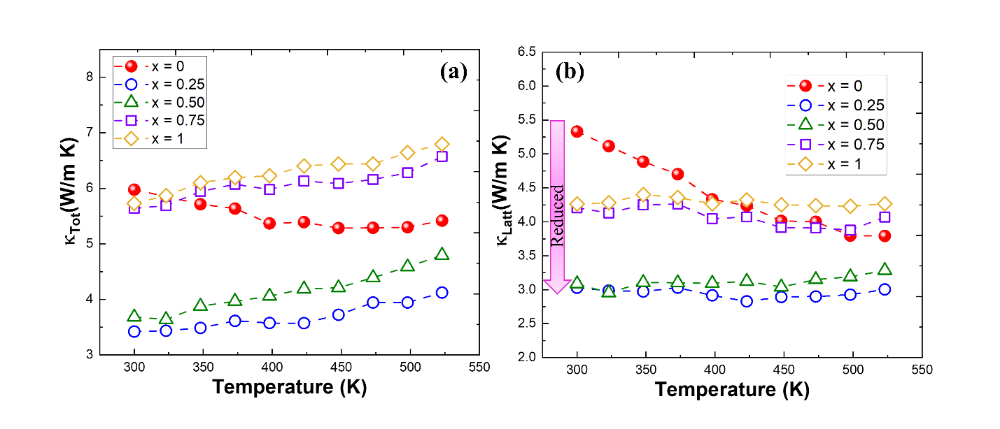 (a)
x = 0
x = 0.25
x = 0.50
x = 0.75
x = 1
κTot(W/m K)
8
7
6
5
4
3
300
350
400
450
500
550
Temperature (K)
(b)
x = 0
x = 0.25
x = 0.50
x = 0.75
x = 1
κLatt(W/m K)
6.5
6.0
5.5
5.0
4.5
4.0
3.5
3.0
2.5
2.0
Reduced
300
350
400
450
500
550
Temperature (K)